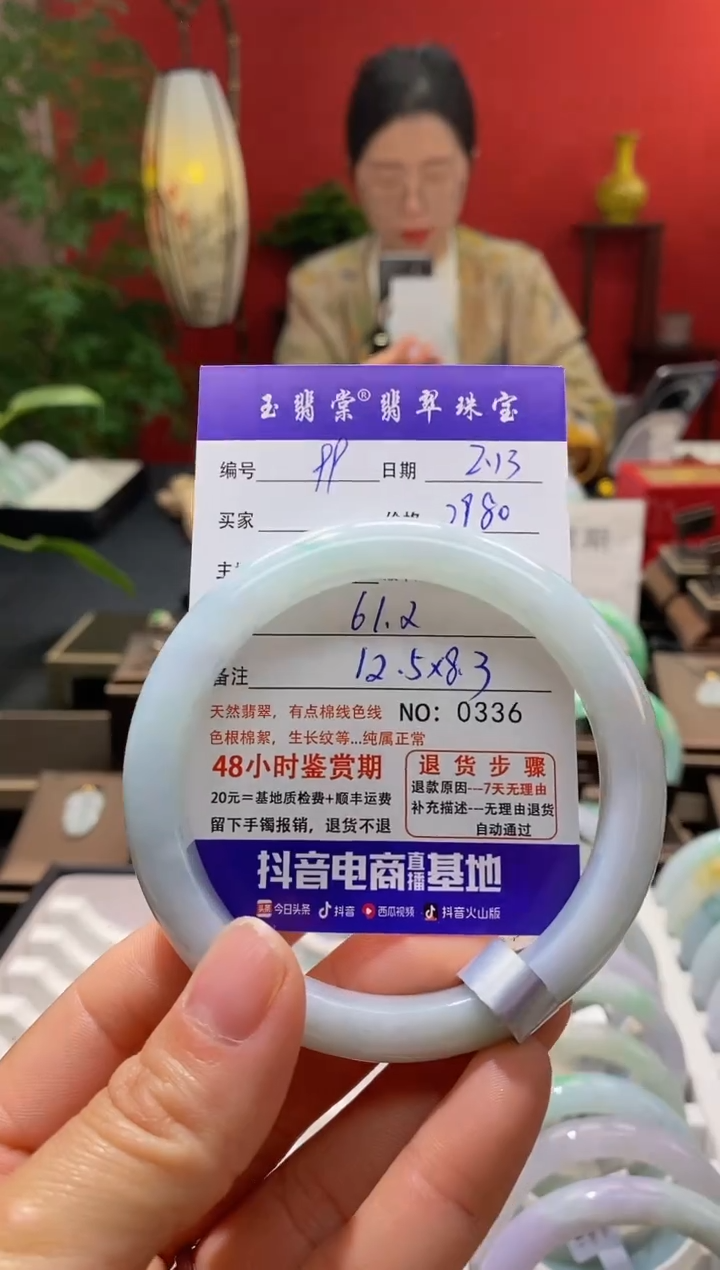 玉翡棠®翡翠珠宝
编号 日期 2.13
买家 价格 2980
主
61.2
备注 12.5x8.3
天然翡翠，有点棉线色线 NO: 0336
色根棉絮，生长纹等...纯属正常
48小时鉴赏期
20元=基地质检费+顺丰运费
留下手镯报销，退货不退
退货步骤
退款原因---7天无理由
补充描述---无理由退货
自动通过
抖音电商直播基地
头条 今日头条 抖音 西瓜视频 抖音火山版